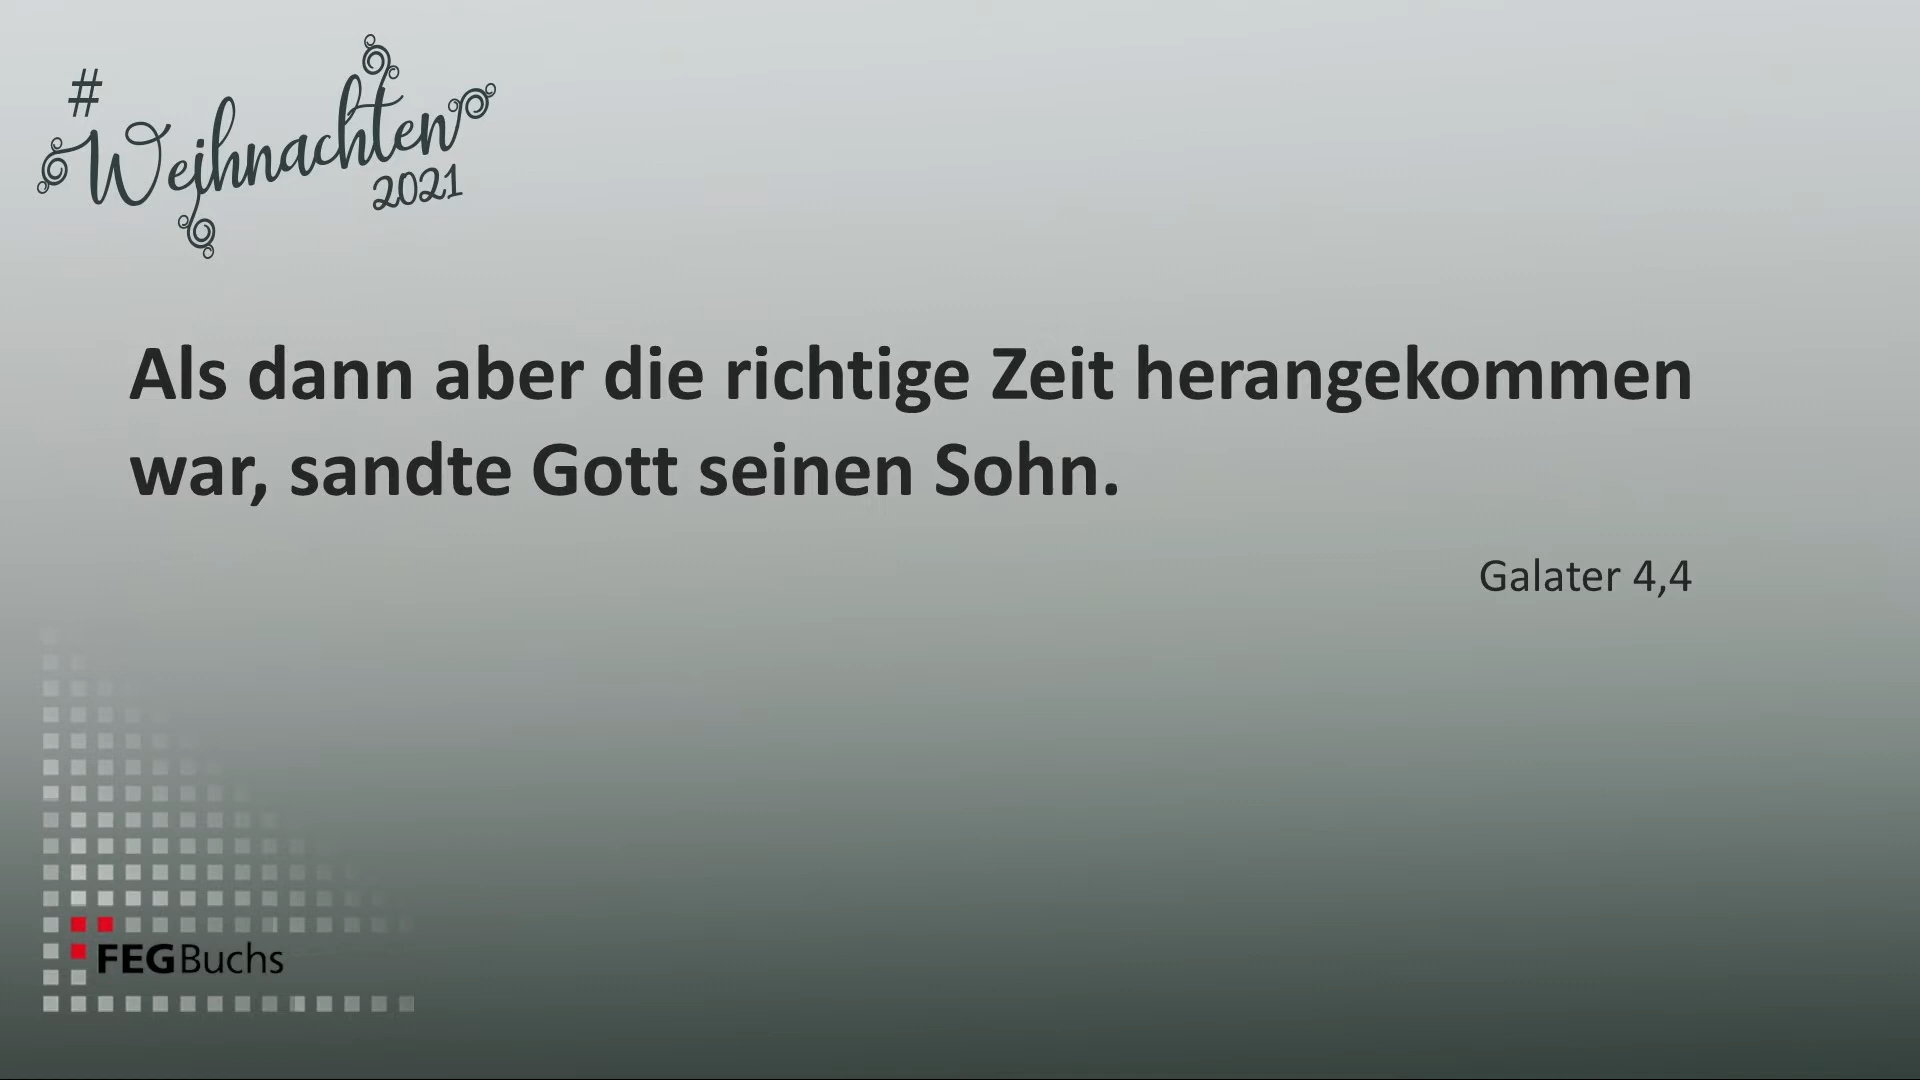 #
Weihnachten
2021
Als dann aber die richtige Zeit herangekommen
war, sandte Gott seinen Sohn.
Galater 4,4
FEGBuchs